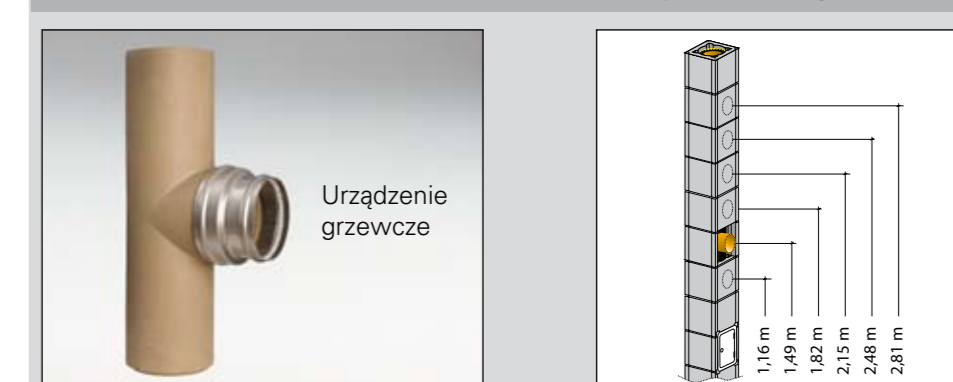 Urządzenie
grzewcze
1,16 m
1,49 m
1,82 m
2,15 m
2,48 m
2,81 m